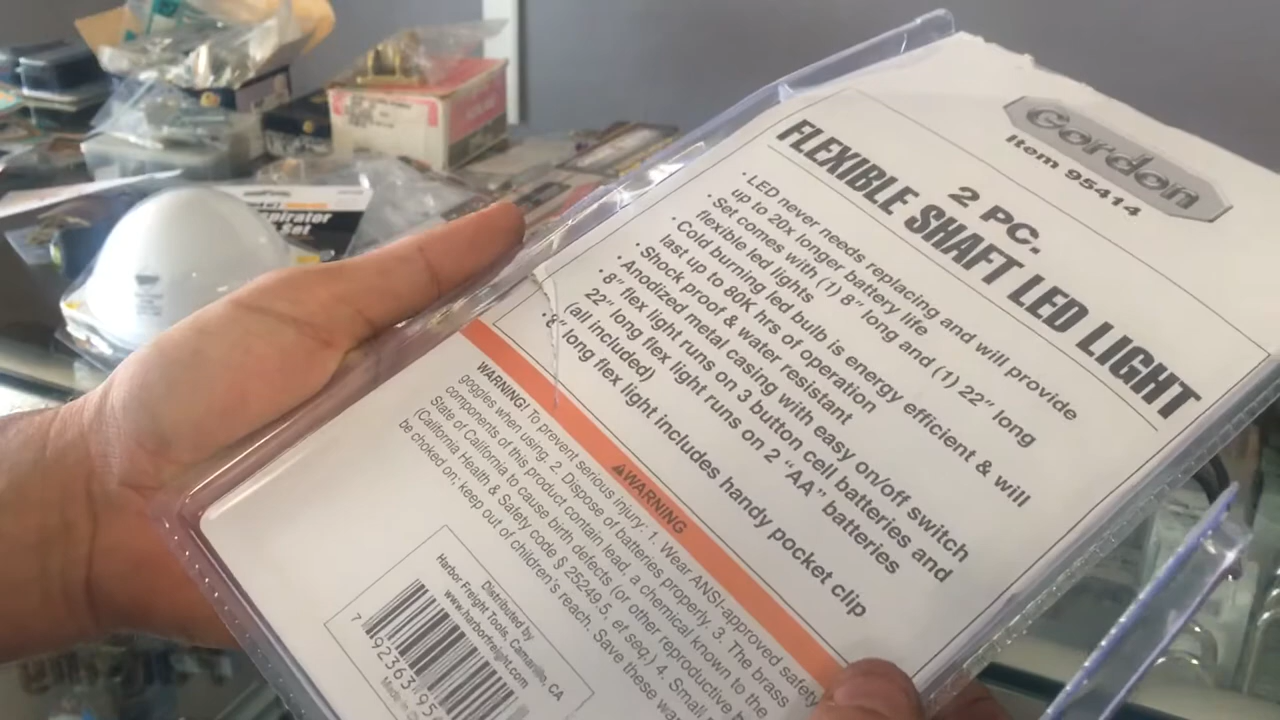 Gordon
Item 95414
2 PC.
FLEXIBLE SHAFT LED LIGHT
· LED never needs replacing and will provide
up to 20x longer battery life
· Set comes with (1) 8" long and (1) 22" long
flexible led lights
· Cold burning led bulb is energy efficient & will
last up to 80K hrs of operation
· Shock proof & water resistant
· Anodized metal casing with easy on/off switch
· 8" flex light runs on 3 button cell batteries and
22" long flex light runs on 2 "AA" batteries
(all included)
long flex light includes handy pocket clip
WARNING
WARNING! To prevent serious injury: 1. Wear ANSI-approved safety
goggles when using. 2. Dispose of batteries properly. 3. The brass
components of this product contain lead, a chemical known to the
State of California to cause birth defects (or other reproductive
(California Health & Safety code § 25249.5, et seq.) 4. Small
be choked on; keep out of children's reach. Save these
Distributed by
Harbor Freight Tools, Camarillo, CA
www.harborfreight.com
7 92363 95
Made in
Set